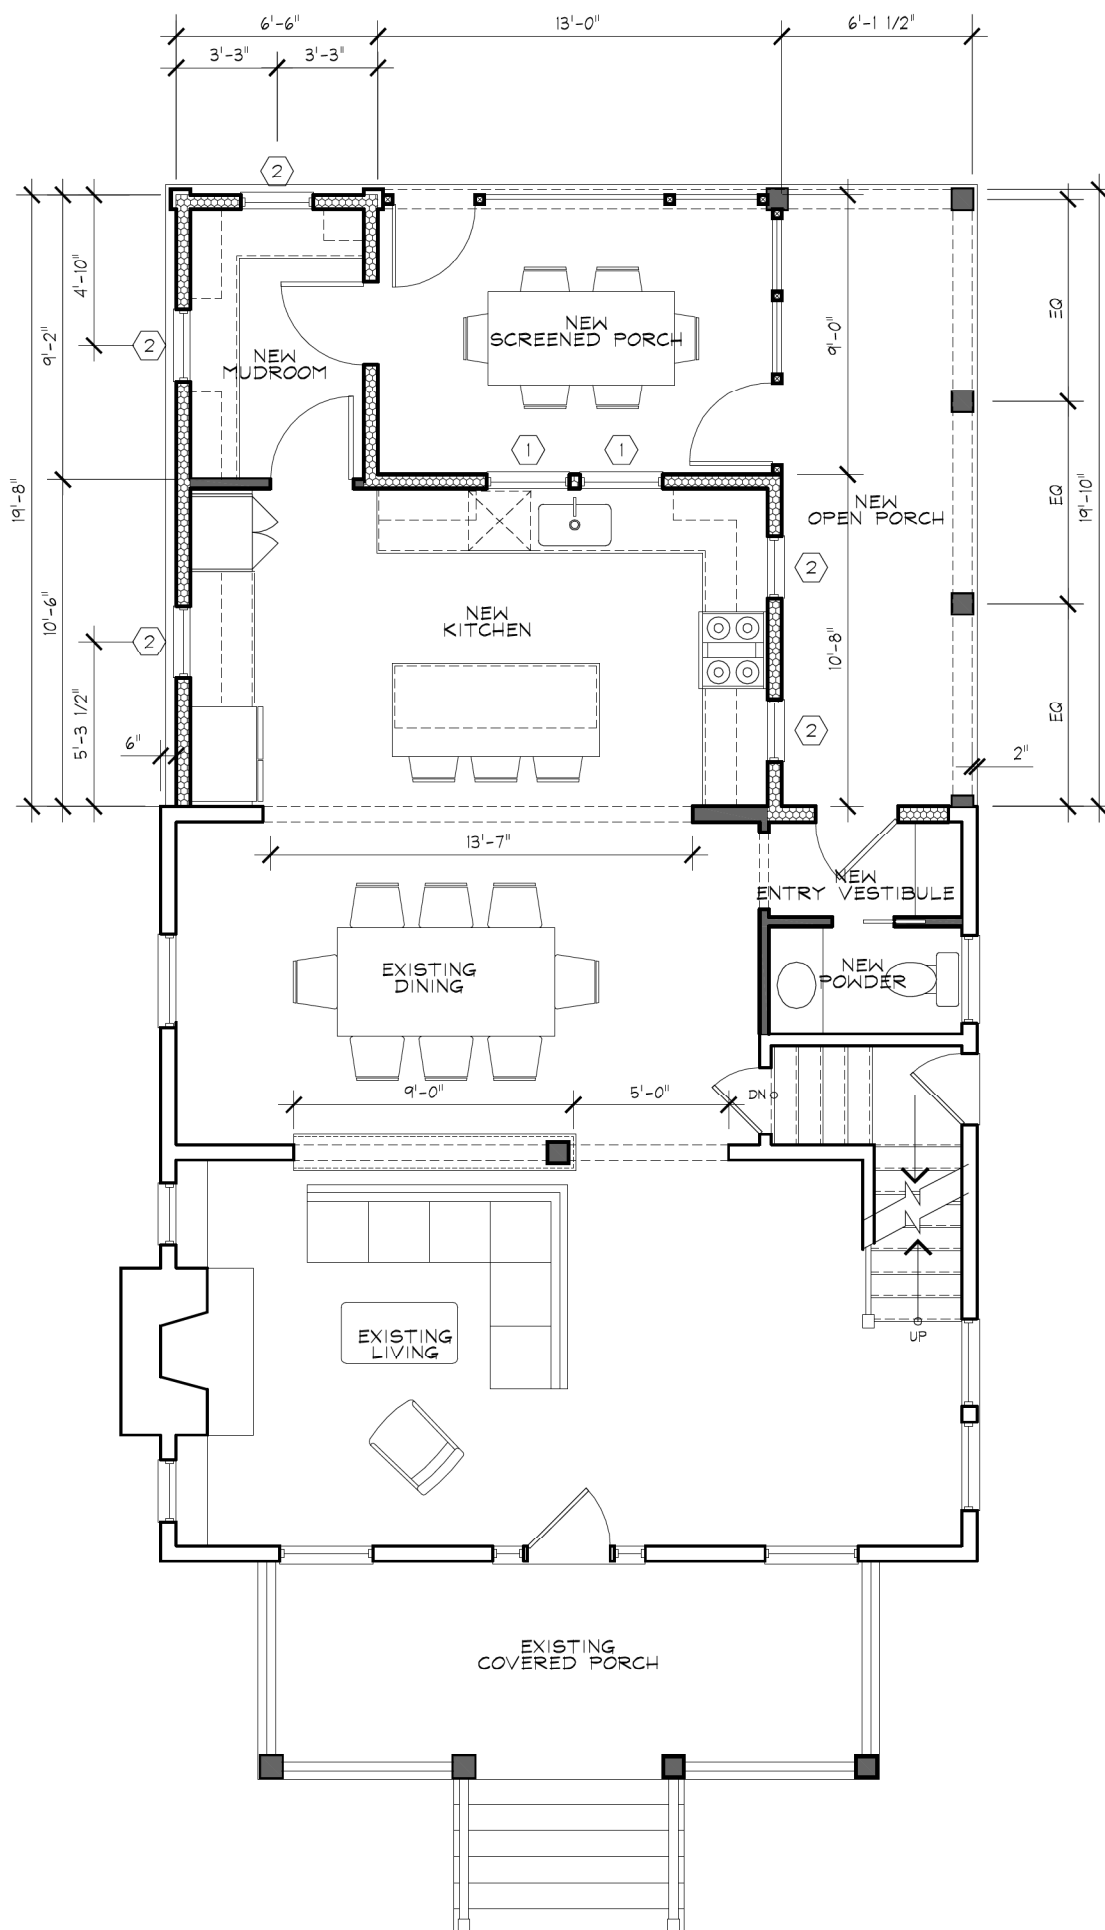 6'-6"
13'-0"
6'-1 1/2"
3'-3"
3'-3"
2
4'-10"
9'-2"
19'-8"
2
NEW
MUDROOM
NEW
SCREENED PORCH
9'-0"
EQ
1
1
NEW
OPEN PORCH
EQ
19'-10"
2
10'-6"
2
NEW
KITCHEN
10'-8"
5'-3 1/2"
6"
2
EQ
2"
13'-7"
NEW
ENTRY VESTIBULE
EXISTING
DINING
NEW
POWDER
9'-0"
5'-0"
DN
UP
EXISTING
LIVING
EXISTING
COVERED PORCH